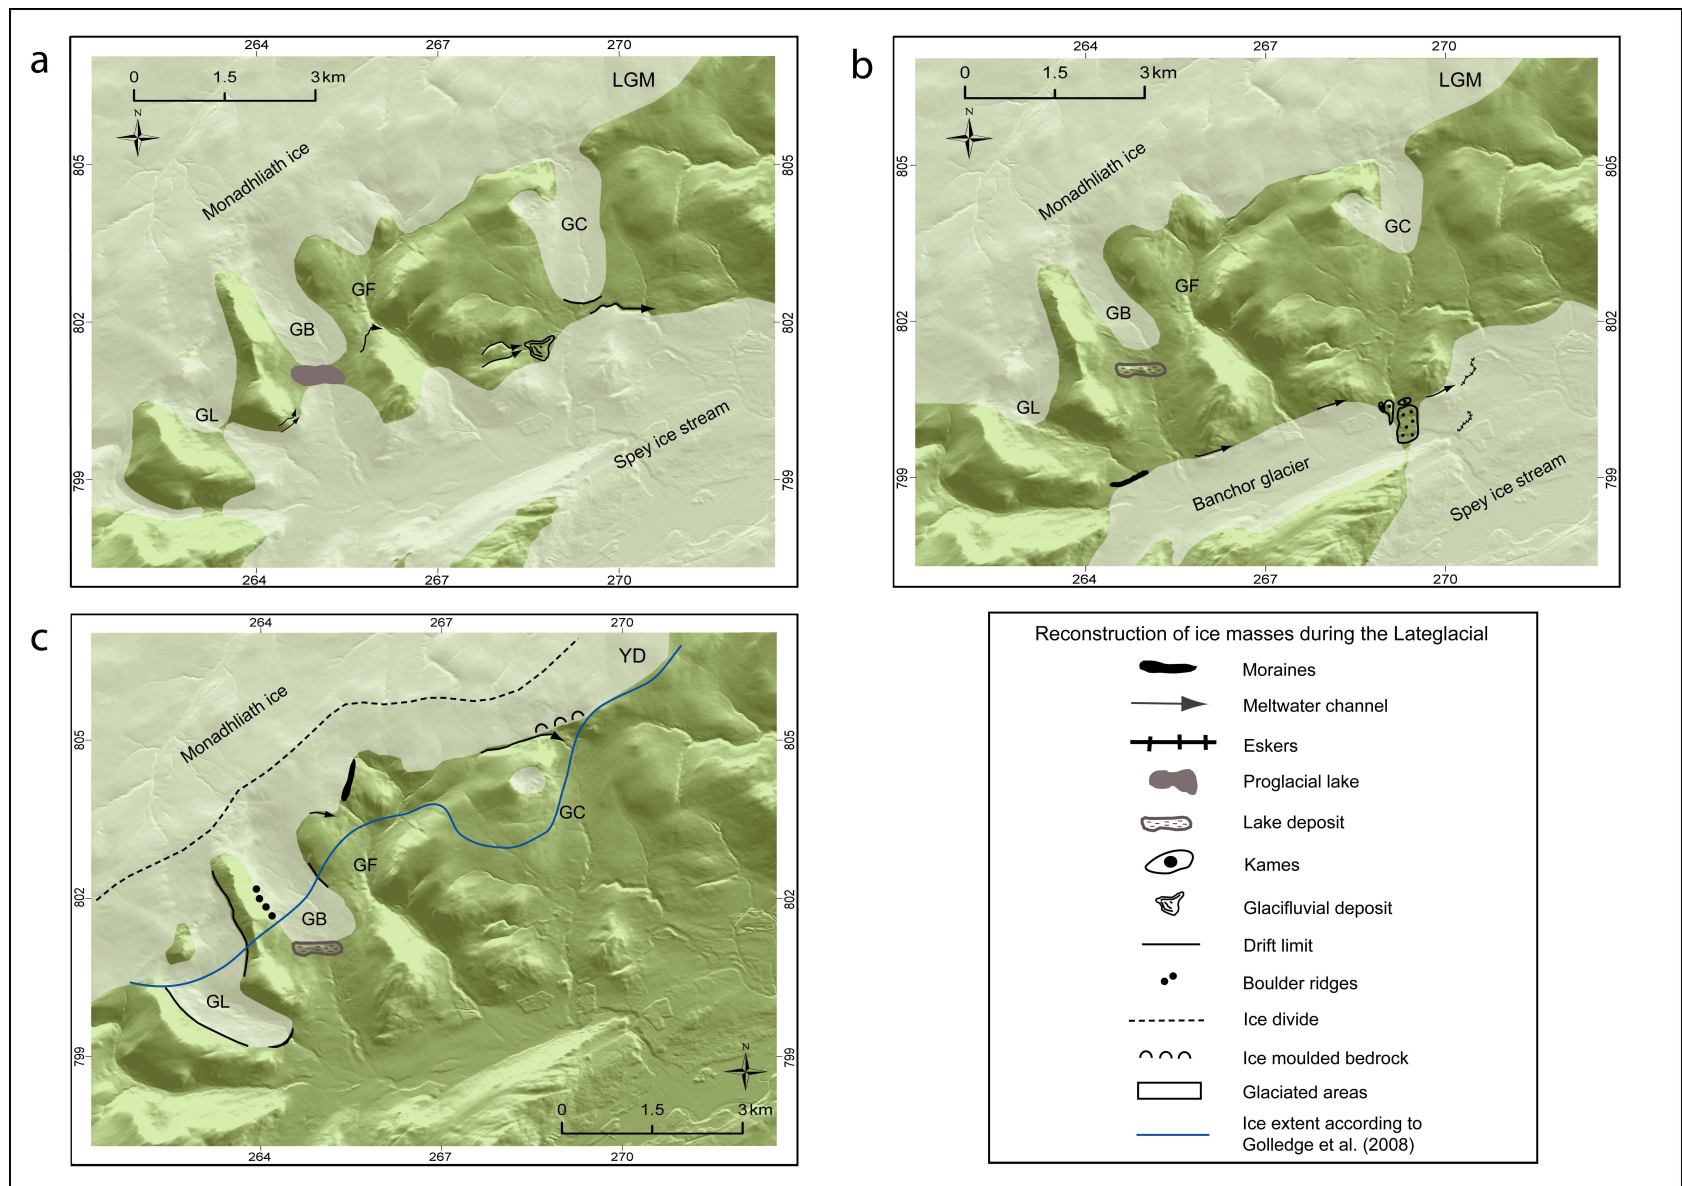 a
264
267
270
0
1.5
3 km
LGM
N
805
805
Monadhliath ice
GC
GF
802
GB
802
GL
Spey ice stream
799
799
264
267
270
b
264
267
270
0
1.5
3 km
LGM
N
805
805
Monadhliath ice
GC
GF
802
GB
802
GL
799
Banchor glacier
Spey ice stream
799
264
267
270
c
264
267
270
YD
Monadhliath ice
805
805
GC
GF
802
GB
802
GL
799
N
799
0
1.5
3 km
264
267
270
Reconstruction of ice masses during the Lateglacial
Moraines
Meltwater channel
Eskers
Proglacial lake
Lake deposit
Kames
Glacifluvial deposit
Drift limit
Boulder ridges
Ice divide
Ice moulded bedrock
Glaciated areas
Ice extent according to
Golledge et al. (2008)